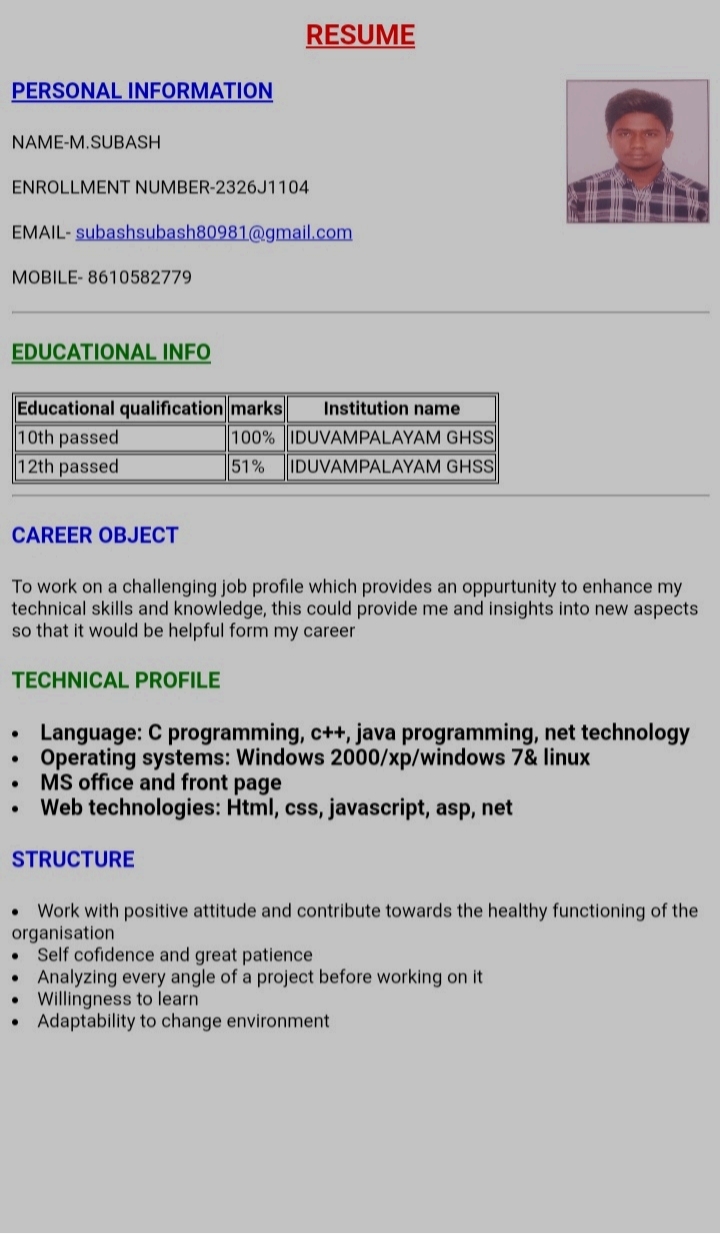 RESUME
PERSONAL INFORMATION
NAME-M.SUBASH
ENROLLMENT NUMBER-2326J1104
EMAIL- subashsubash80981@gmail.com
MOBILE- 8610582779
EDUCATIONAL INFO
Educational qualification marks Institution name
10th passed 100% IDUVAMPALAYAM GHSS
12th passed 51% IDUVAMPALAYAM GHSS
CAREER OBJECT
To work on a challenging job profile which provides an oppurtunity to enhance my
technical skills and knowledge, this could provide me and insights into new aspects
so that it would be helpful form my career
TECHNICAL PROFILE
• Language: C programming, c++, java programming, net technology
• Operating systems: Windows 2000/xp/windows 7& linux
• MS office and front page
• Web technologies: Html, css, javascript, asp, net
STRUCTURE
• Work with positive attitude and contribute towards the healthy functioning of the
organisation
• Self cofidence and great patience
• Analyzing every angle of a project before working on it
• Willingness to learn
• Adaptability to change environment